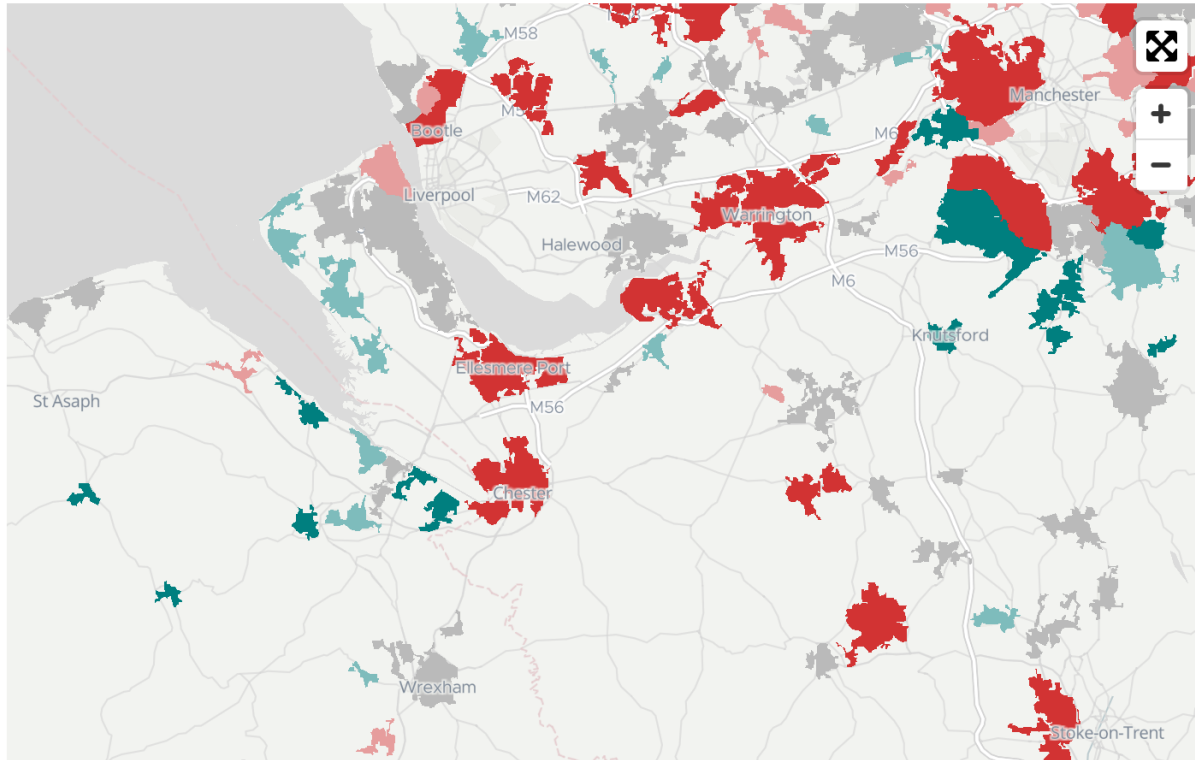 M58
Manchester
M5
Bootle
M6
Liverpool
M62
Warrington
Halewood
M56
M6
Knutsford
Ellesmere Port
St Asaph
M56
Chester
Wrexham
Stoke-on-Trent